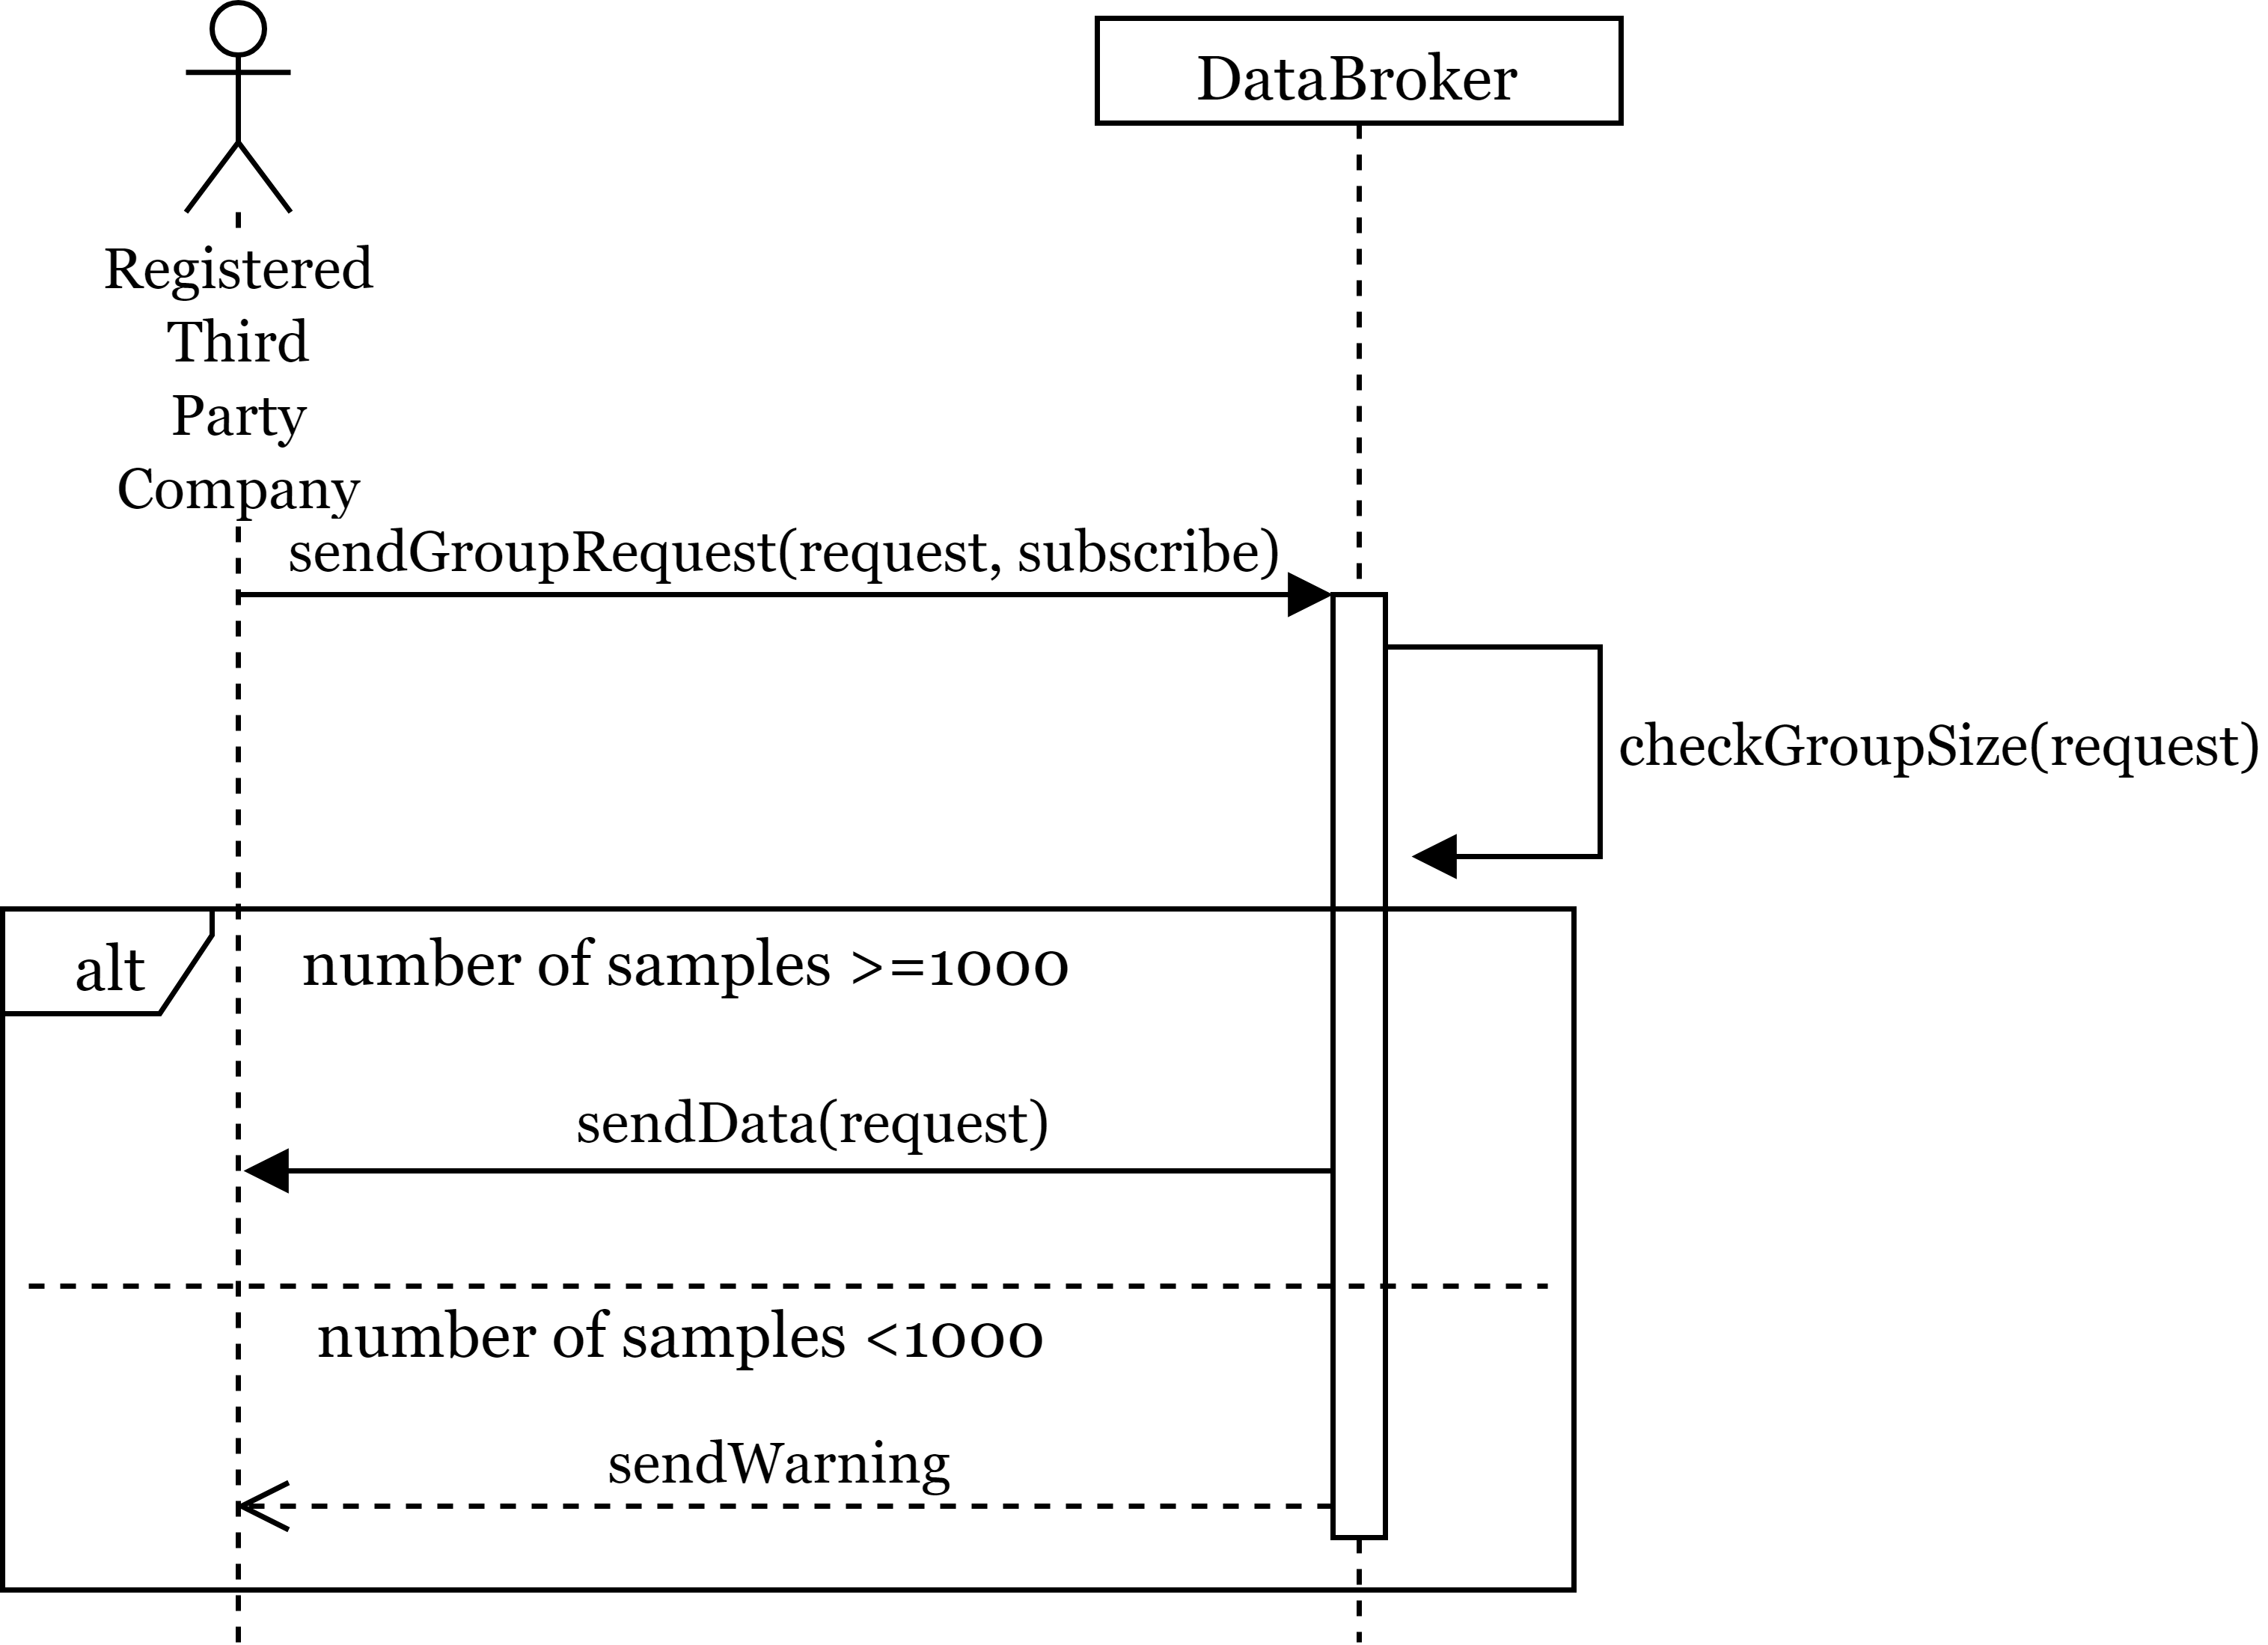 DataBroker
Registered
Third
Party
Company
sendGroupRequest(request, subscribe)
checkGroupSize(request)
alt
number of samples >=1000
sendData(request)
number of samples <1000
sendWarning